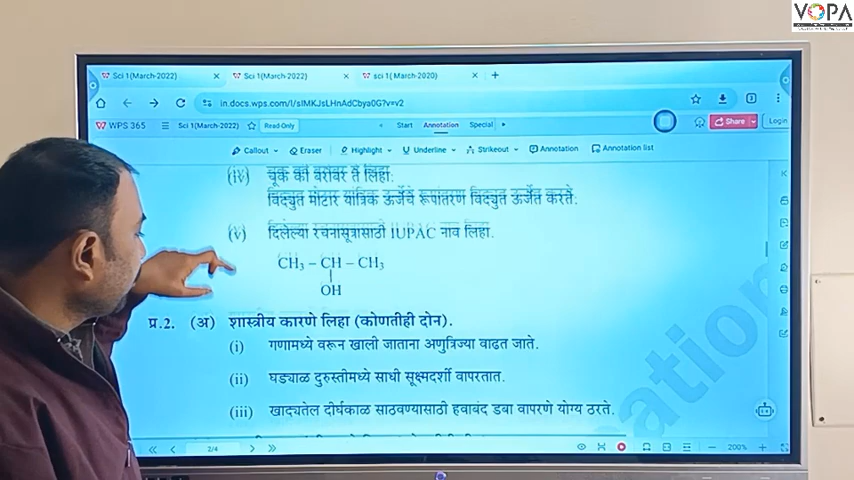 VOPA
Sci 1(March-2022)
Sci 1(March-2022)
sci 1( March-2020)
in.docs.wps.com/l/sIMKJsLHnAdCbya0G?v=v2
WPS 365
Sci 1(March-2022)
Read Only
Start
Annotation
Special
Share
Login
Callout
Eraser
Highlight
Underline
Strikeout
Annotation
Annotation list
(iv) चूक की बरोबर ते लिहा:
विद्युत मोटार यांत्रिक ऊर्जेचे रूपांतरण विद्युत ऊर्जेत करते.
(v) दिलेल्या रचनासूत्रासाठी IUPAC नाव लिहा.
CH₃ – CH – CH₃
|
OH
प्र.2. (अ) शास्त्रीय कारणे लिहा (कोणतीही दोन).
(i) गणामध्ये वरून खाली जाताना अणुत्रिज्या वाढत जाते.
(ii) घड्याळ दुरुस्तीमध्ये साधी सूक्ष्मदर्शी वापरतात.
(iii) खाद्यतेल दीर्घकाळ साठवण्यासाठी हवाबंद डबा वापरणे योग्य ठरते.
2/4
200%